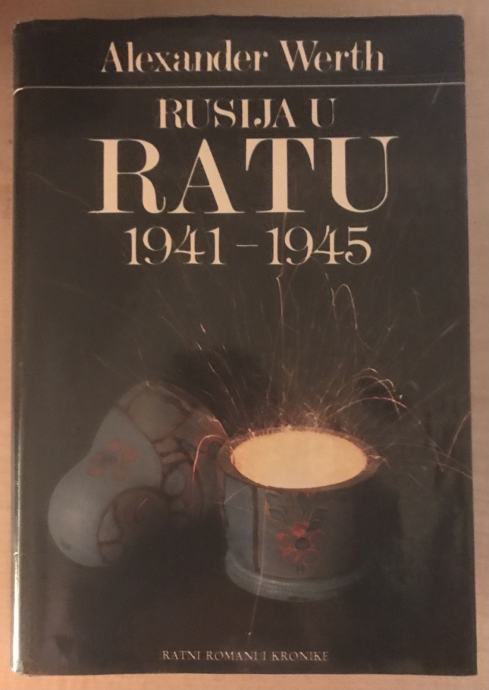 Alexander Werth
RUSIJA U
RATU
1941–1945
RATNI ROMANI I KRONIKE